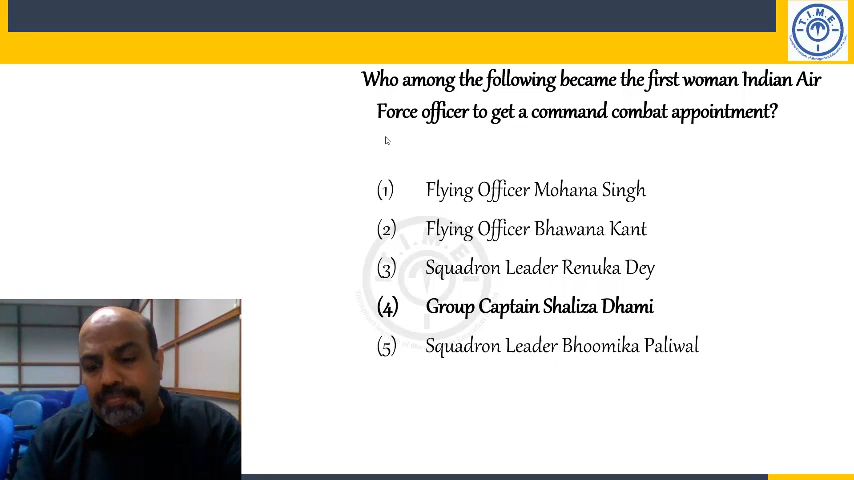 T.I.M.E.
Who among the following became the first woman Indian Air
Force officer to get a command combat appointment?
(1) Flying Officer Mohana Singh
(2) Flying Officer Bhawana Kant
(3) Squadron Leader Renuka Dey
(4) Group Captain Shaliza Dhami
(5) Squadron Leader Bhoomika Paliwal